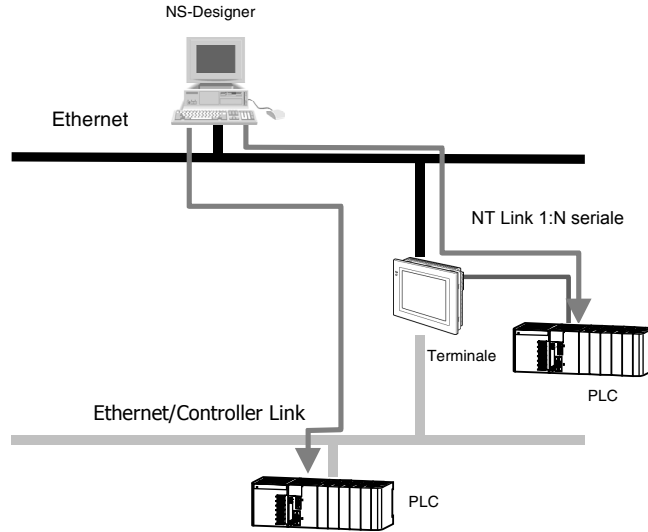 NS-Designer
Ethernet
NT Link 1:N seriale
Terminale
PLC
Ethernet/Controller Link
PLC